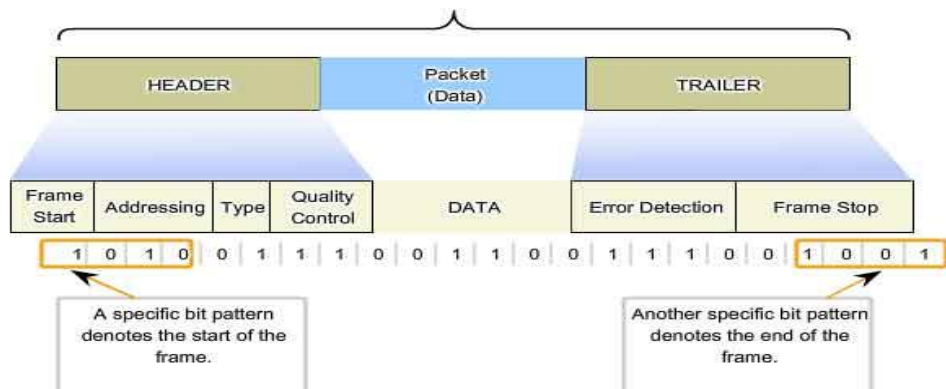 HEADER
Packet
(Data)
TRAILER
Frame
Start
Addressing
Type
Quality
Control
DATA
Error Detection
Frame Stop
1 0 1 0 0 1 1 1 0 0 1 1 0 0 1 1 1 0 0 1 0 0 1
A specific bit pattern
denotes the start of the
frame.
Another specific bit pattern
denotes the end of the
frame.